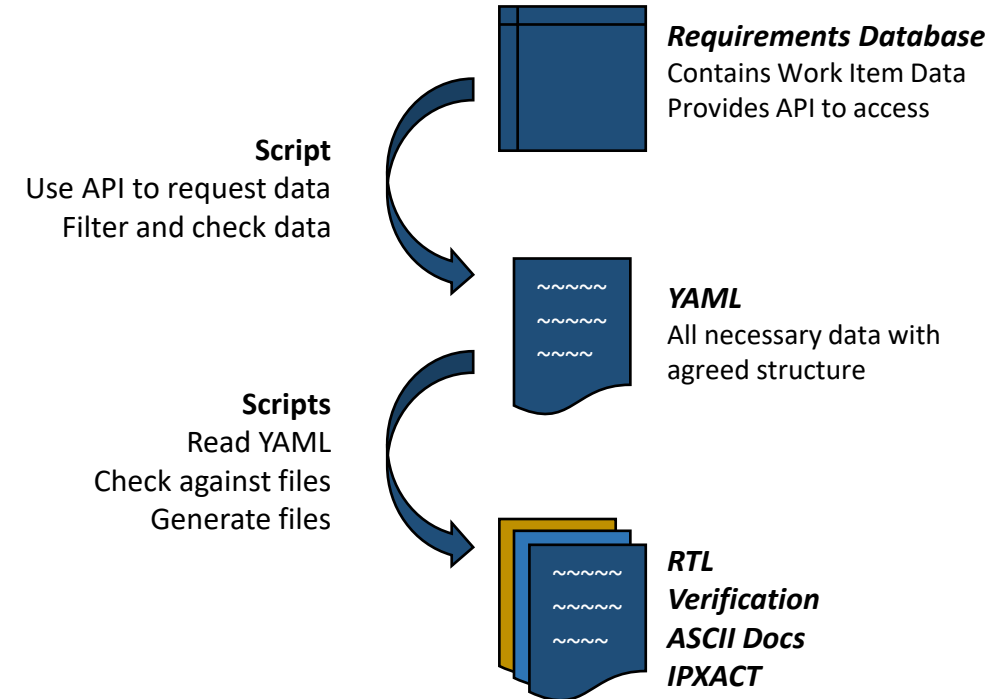 Requirements Database
Contains Work Item Data
Provides API to access
Script
Use API to request data
Filter and check data
~~~~~
~~~~~
~~~~
YAML
All necessary data with
agreed structure
Scripts
Read YAML
Check against files
Generate files
~~~~~
~~~~~
~~~~
RTL
Verification
ASCII Docs
IPXACT